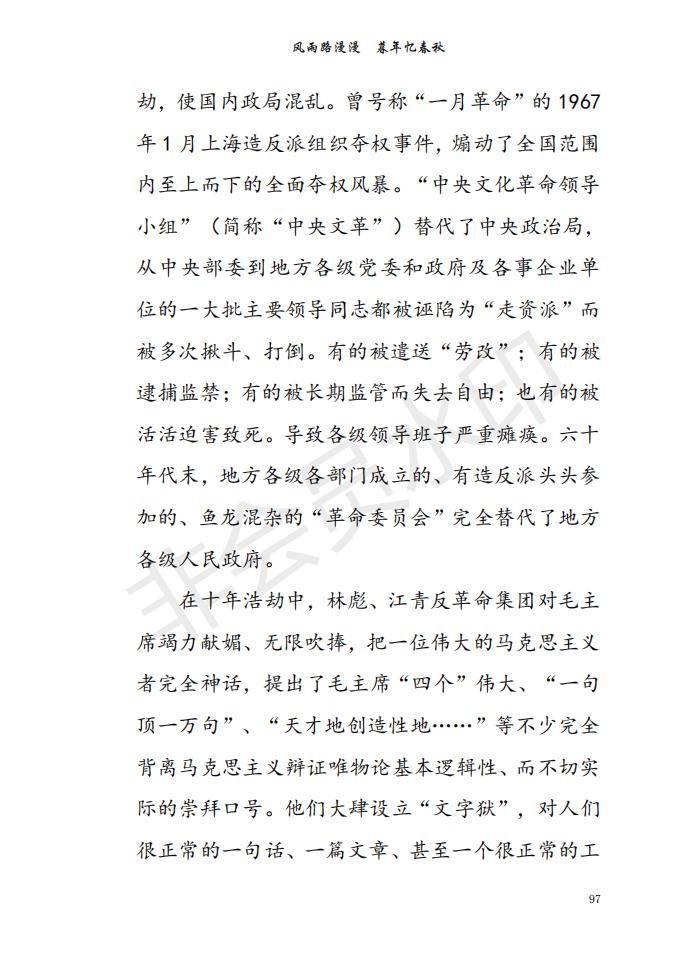 风雨路漫漫　暮年忆春秋
劫，使国内政局混乱。曾号称“一月革命”的 1967
年 1 月上海造反派组织夺权事件，煽动了全国范围
内至上而下的全面夺权风暴。“中央文化革命领导
小组”（简称“中央文革”）替代了中央政治局，
从中央部委到地方各级党委和政府及各事企业单
位的一大批主要领导同志都被诬陷为“走资派”而
被多次揪斗、打倒。有的被遣送“劳改”；有的被
逮捕监禁；有的被长期监管而失去自由；也有的被
活活迫害致死。导致各级领导班子严重瘫痪。六十
年代末，地方各级各部门成立的、有造反派头头参
加的、鱼龙混杂的“革命委员会”完全替代了地方
各级人民政府。
在十年浩劫中，林彪、江青反革命集团对毛主
席竭力献媚、无限吹捧，把一位伟大的马克思主义
者完全神话，提出了毛主席“四个”伟大、“一句
顶一万句”、“天才地创造性地……”等不少完全
背离马克思主义辩证唯物论基本逻辑性、而不切实
际的崇拜口号。他们大肆设立“文字狱”，对人们
很正常的一句话、一篇文章、甚至一个很正常的工
97
非会员水印